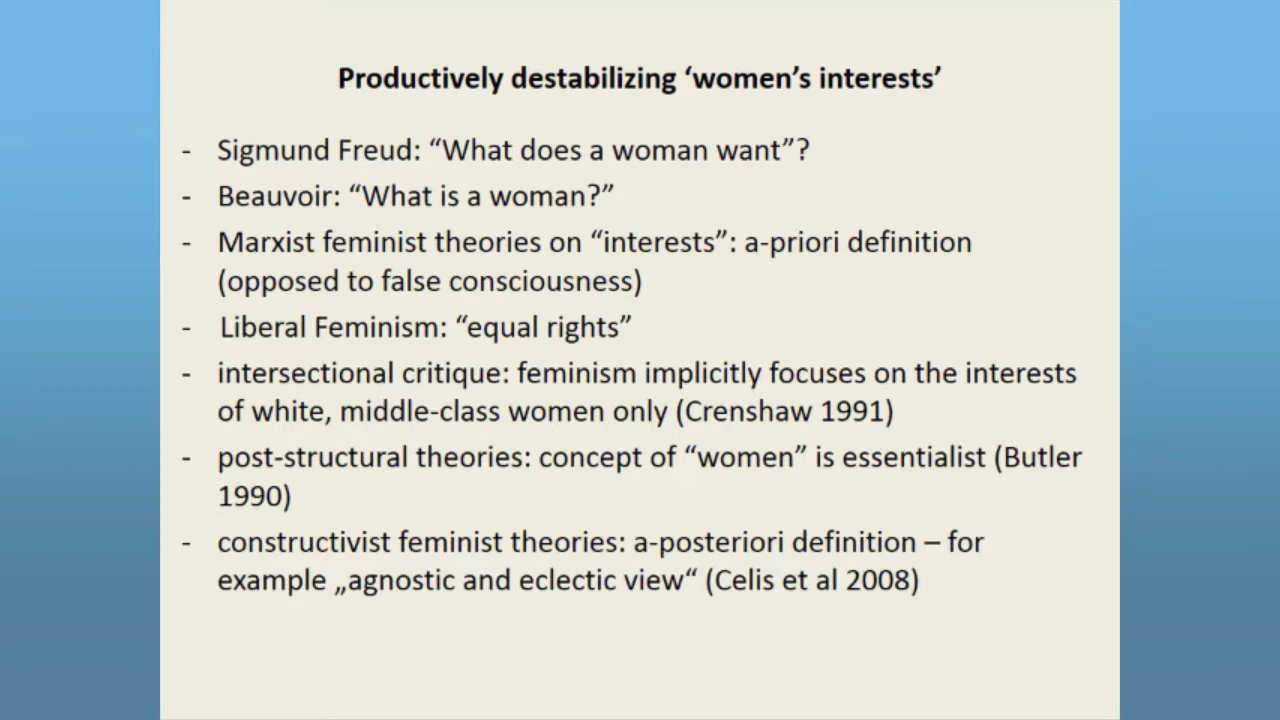 Productively destabilizing ‘women’s interests’
- Sigmund Freud: “What does a woman want”?
- Beauvoir: “What is a woman?”
- Marxist feminist theories on “interests”: a-priori definition
(opposed to false consciousness)
- Liberal Feminism: “equal rights”
- intersectional critique: feminism implicitly focuses on the interests
of white, middle-class women only (Crenshaw 1991)
- post-structural theories: concept of “women” is essentialist (Butler
1990)
- constructivist feminist theories: a-posteriori definition – for
example „agnostic and eclectic view“ (Celis et al 2008)